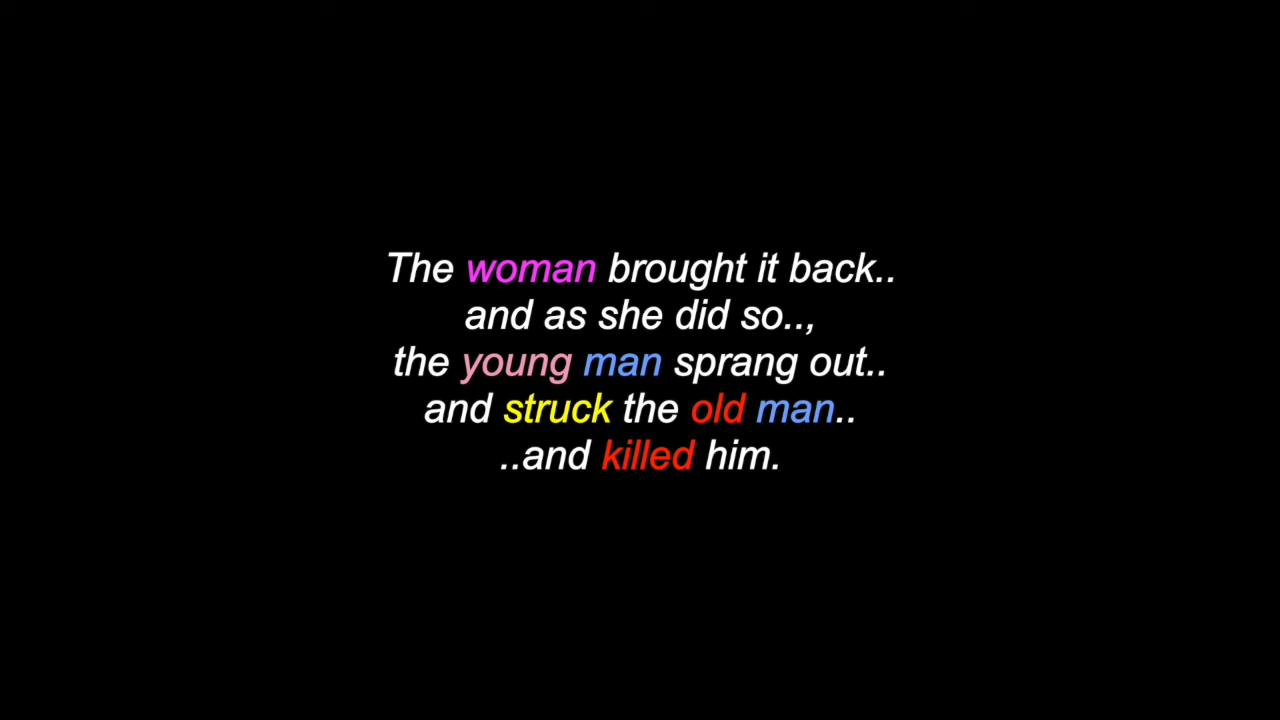 The woman brought it back..
and as she did so..,
the young man sprang out..
and struck the old man..
..and killed him.